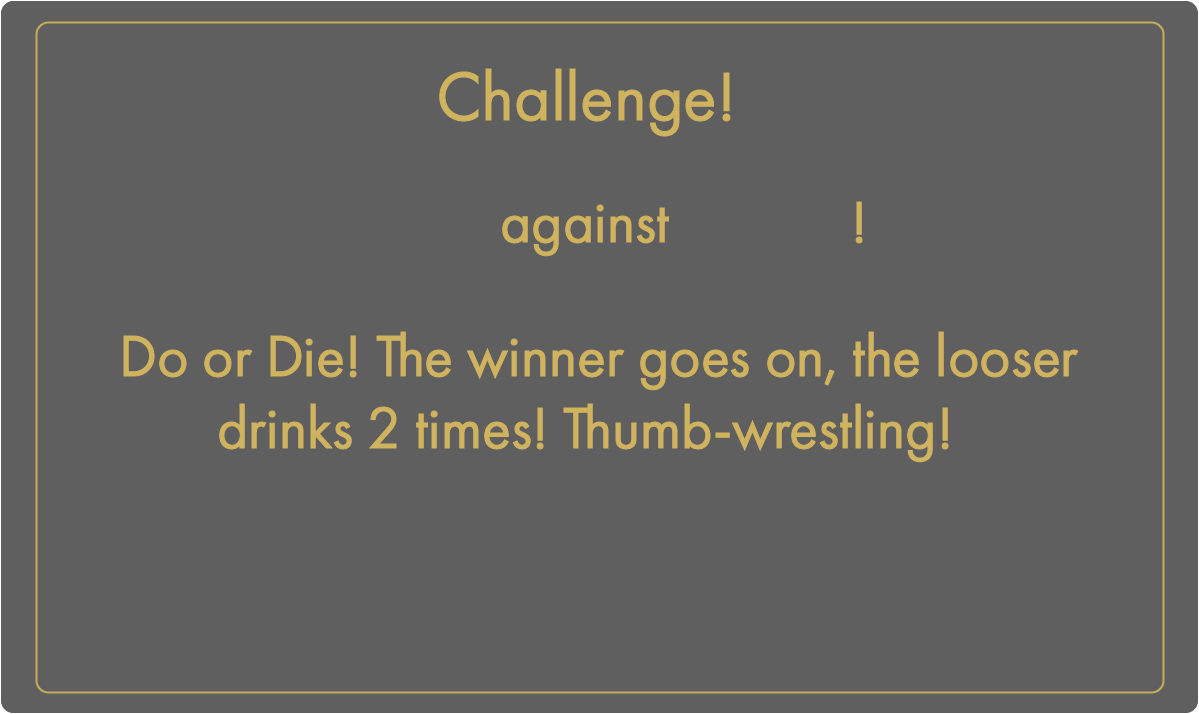 Challenge!
against !
Do or Die! The winner goes on, the looser
drinks 2 times! Thumb-wrestling!